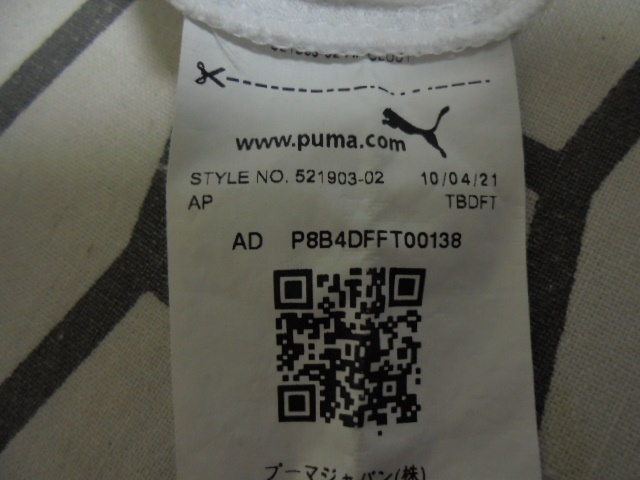 www.puma.com
STYLE NO. 521903-02 10/04/21
AP TBDFT
AD P8B4DFFT00138
プーマジャパン(株)